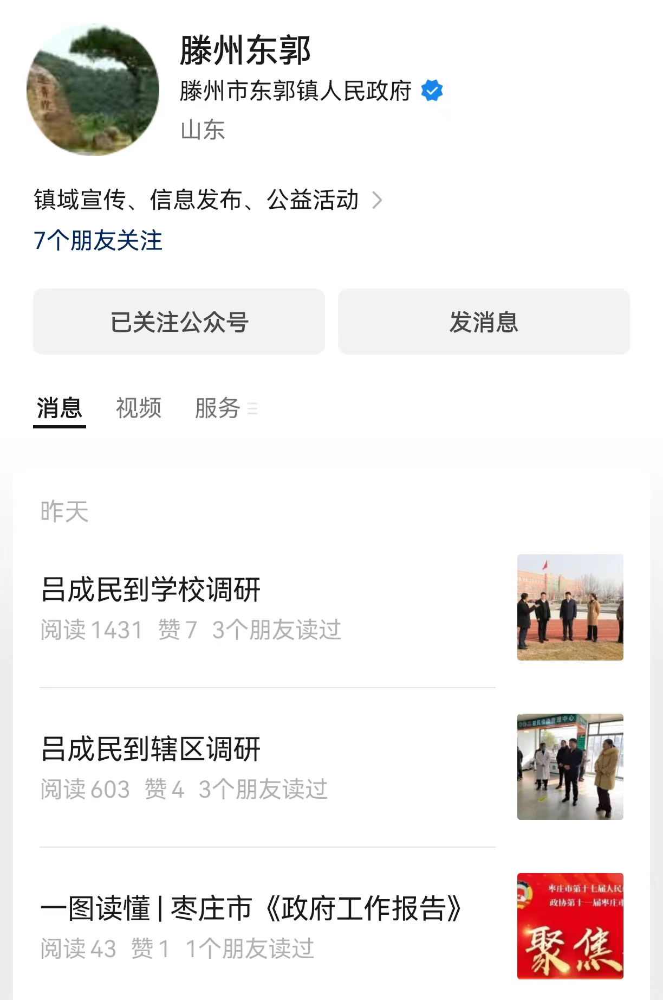 滕州东郭
滕州市东郭镇人民政府
山东
镇域宣传、信息发布、公益活动
7个朋友关注
已关注公众号
发消息
消息
视频
服务
昨天
吕成民到学校调研
阅读 1431 赞 7 3个朋友读过
吕成民到辖区调研
阅读 603 赞 4 3个朋友读过
一图读懂 | 枣庄市《政府工作报告》
枣庄市第十七届人民
政协第十一届枣庄市
聚焦
阅读 43 赞 1 1个朋友读过